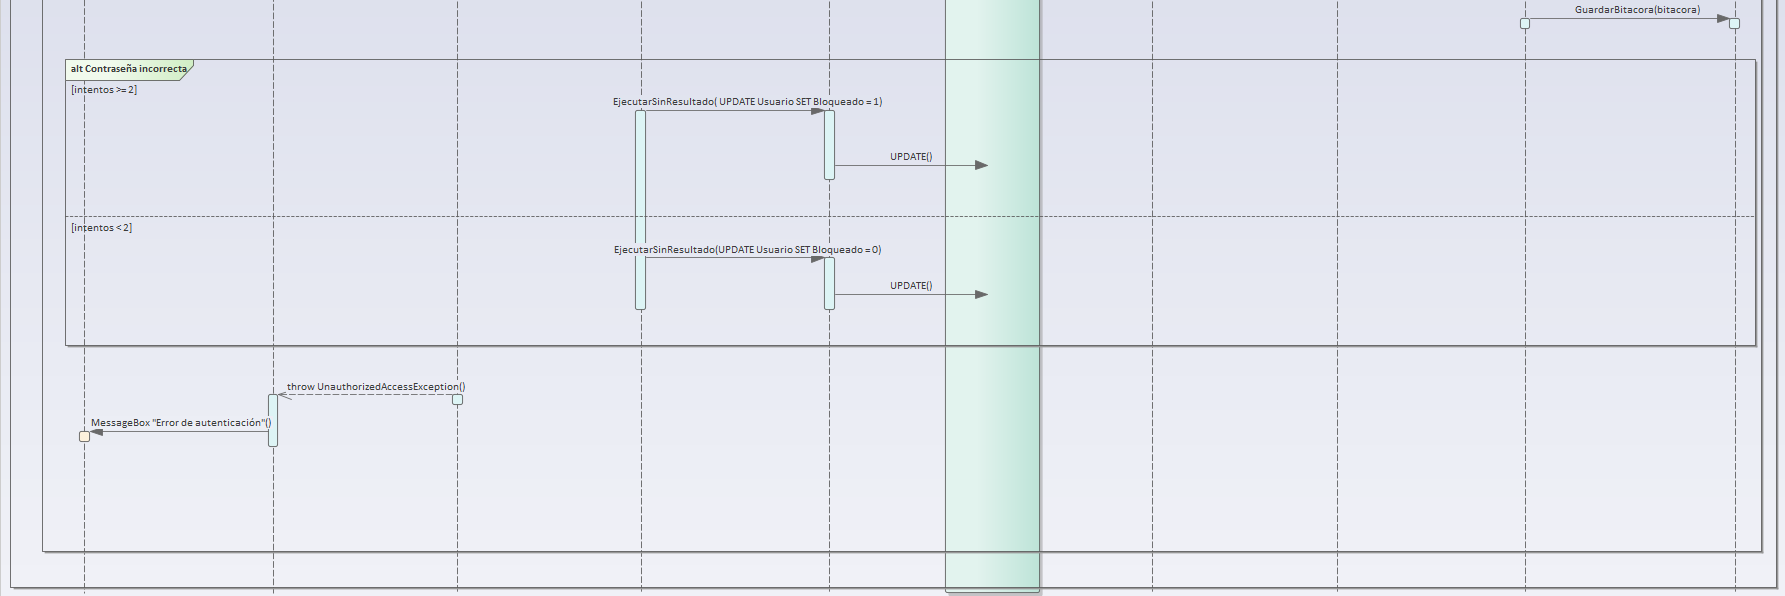 GuardarBitacora(bitacora)
alt Contraseña incorrecta
[intentos >= 2]
EjecutarSinResultado( UPDATE Usuario SET Bloqueado = 1)
UPDATE()
[intentos < 2]
EjecutarSinResultado(UPDATE Usuario SET Bloqueado = 0)
UPDATE()
throw UnauthorizedAccessException()
MessageBox "Error de autenticación"()